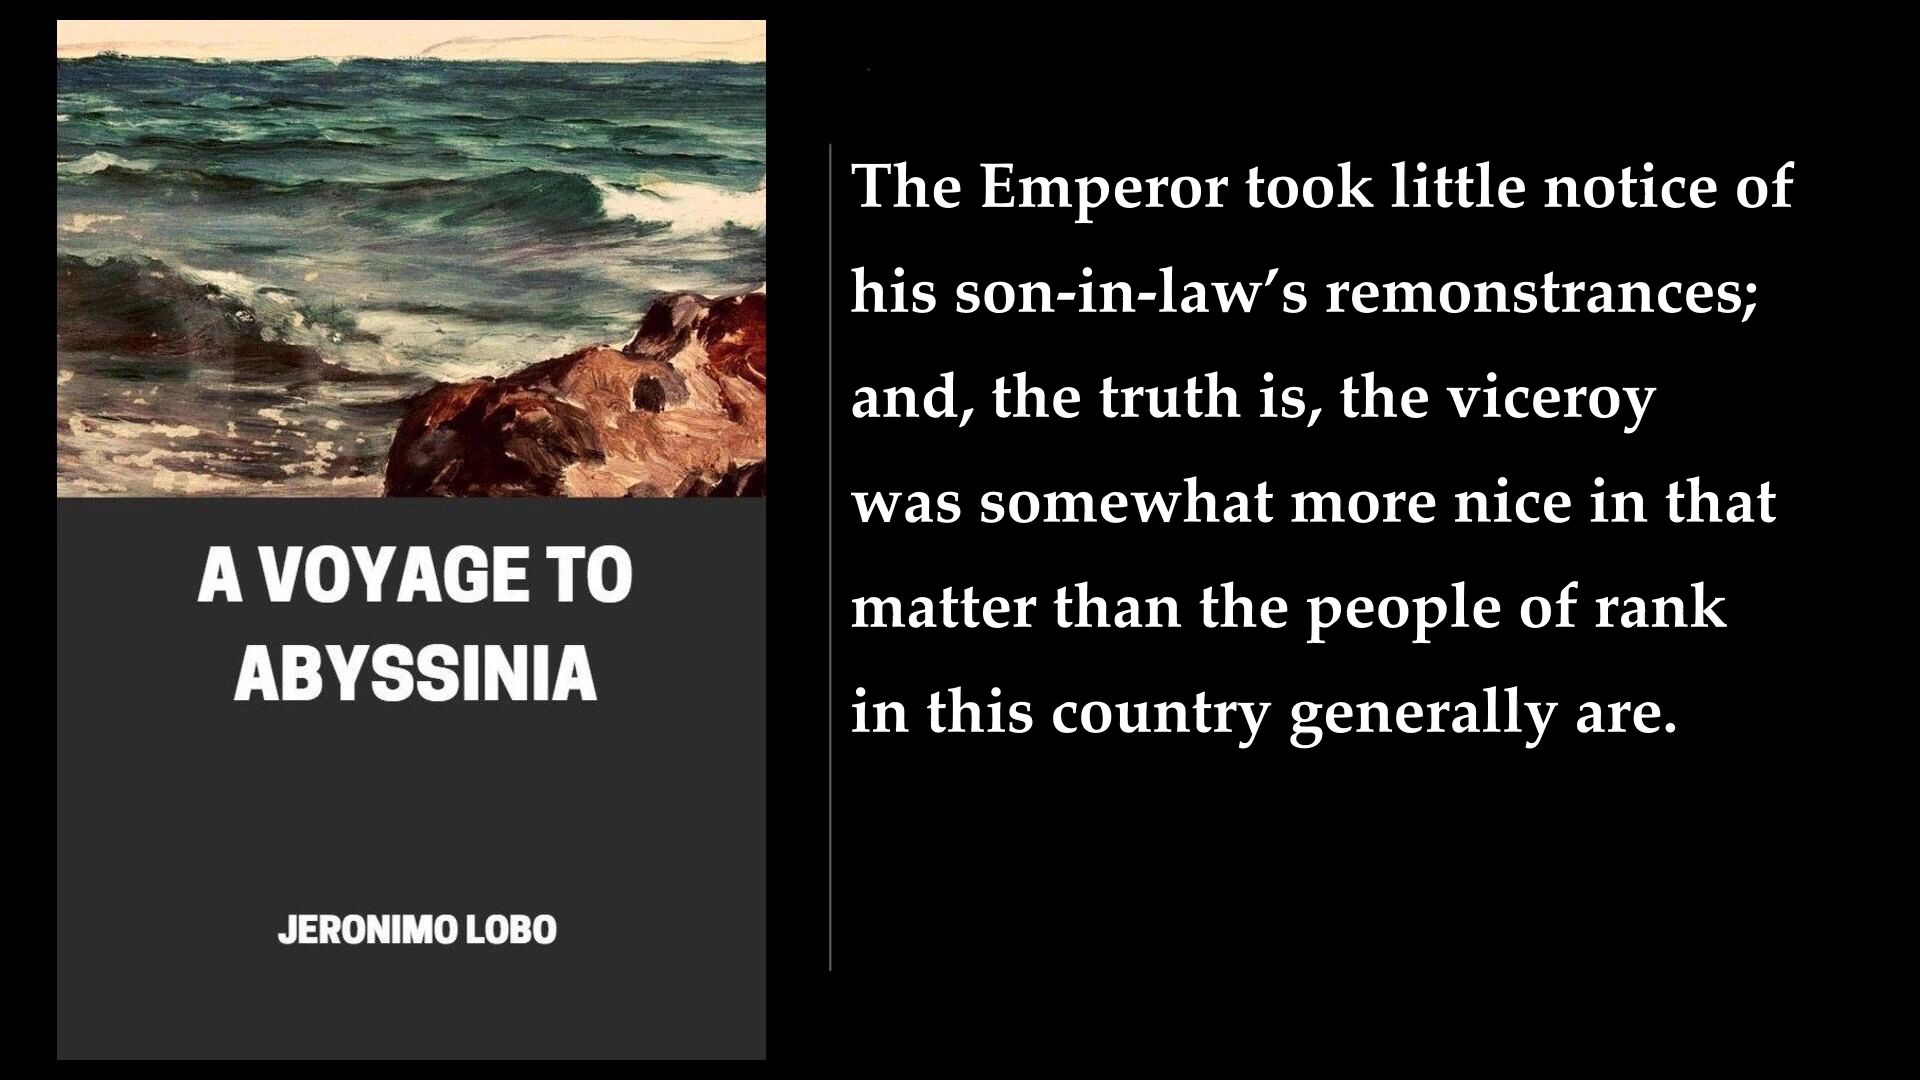 A VOYAGE TO
ABYSSINIA
JERONIMO LOBO
The Emperor took little notice of
his son-in-law’s remonstrances;
and, the truth is, the viceroy
was somewhat more nice in that
matter than the people of rank
in this country generally are.